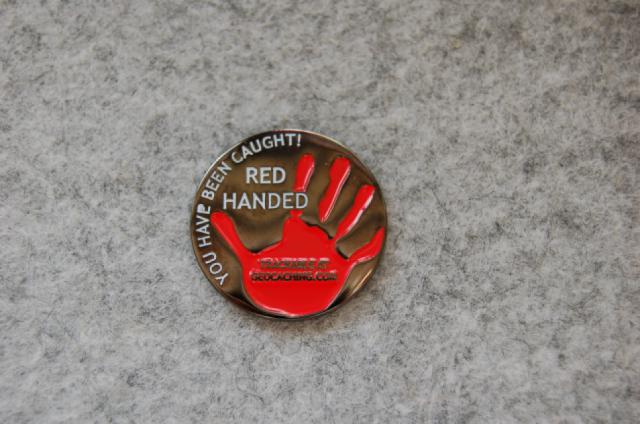 YOU HAVE BEEN CAUGHT!
RED
HANDED
TRACKABLE AT
GEOCACHING.COM